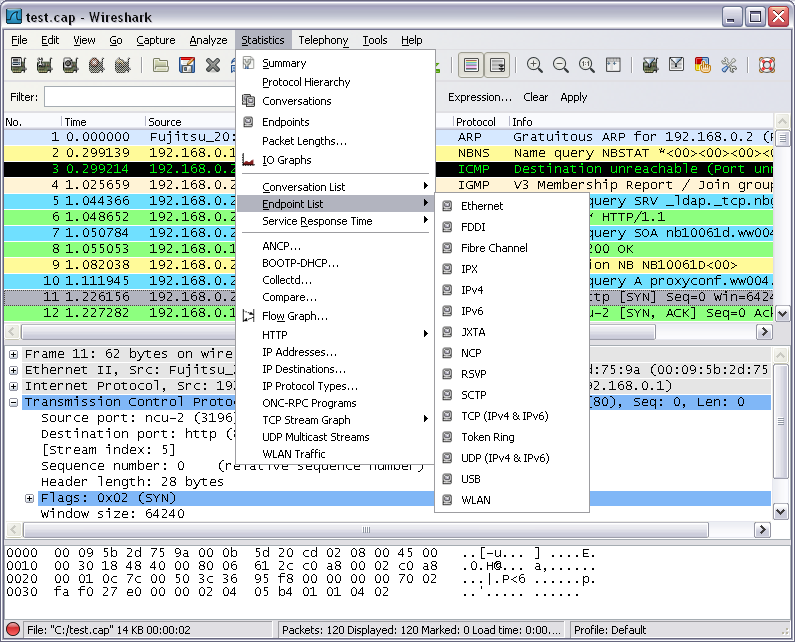 test.cap - Wireshark
File Edit View Go Capture Analyze Statistics Telephony Tools Help
Filter: Expression... Clear Apply
No. Time Source Protocol Info
1 0.000000 Fujitsu_20: ARP Gratuitous ARP for 192.168.0.2 (
2 0.299139 192.168.0.1 NBNS Name query NBSTAT *<00><00><00><0
3 0.299214 192.168.0.2 ICMP Destination unreachable (Port un
4 1.025659 192.168.0. IGMP V3 Membership Report / Join group
5 1.044366 192.168.0. query SRV _ldap._tcp.nb
6 1.048652 192.168.0. HTTP/1.1
7 1.050784 192.168.0. query SOA nb10061d.ww00
8 1.055053 192.168.0.1 200 OK
9 1.082038 192.168.0. on NB NB10061D<00>
10 1.111945 192.168.0. query A proxyconf.ww004.
11 1.226156 192.168.0. ttp [SYN] Seq=0 Win=6424
12 1.227282 192.168.0. u-2 [SYN, ACK] Seq=0 Ack
Summary
Protocol Hierarchy
Conversations
Endpoints
Packet Lengths...
IO Graphs
Conversation List
Endpoint List
Service Response Time
ANCP...
BOOTP-DHCP...
Collectd...
Compare...
Flow Graph...
HTTP
IP Addresses...
IP Destinations...
IP Protocol Types...
ONC-RPC Programs
TCP Stream Graph
UDP Multicast Streams
WLAN Traffic
Ethernet
FDDI
Fibre Channel
IPX
IPv4
IPv6
JXTA
NCP
RSVP
SCTP
TCP (IPv4 & IPv6)
Token Ring
UDP (IPv4 & IPv6)
USB
WLAN
Frame 11: 62 bytes on wire
Ethernet II, Src: Fujitsu_ d:75:9a (00:09:5b:2d:75
Internet Protocol, Src: 192 92.168.0.1)
Transmission Control Proto (80), Seq: 0, Len: 0
Source port: ncu-2 (3196)
Destination port: http (8
[Stream index: 5]
Sequence number: 0 (relative sequence number)
Header length: 28 bytes
Flags: 0x02 (SYN)
Window size: 64240
0000 00 09 5b 2d 75 9a 00 0b 5d 20 cd 02 08 00 45 00 ..[-u... ] ....E.
0010 00 30 18 48 40 00 80 06 61 2c c0 a8 00 02 c0 a8 .0.H@... a,......
0020 00 01 0c 7c 00 50 3c 36 95 f8 00 00 00 00 70 02 ...|.P<6 ......p.
0030 fa f0 27 e0 00 00 02 04 05 b4 01 01 04 02 ..'..... ......
File: "C:/test.cap" 14 KB 00:00:02 Packets: 120 Displayed: 120 Marked: 0 Load time: 0:00.... Profile: Default